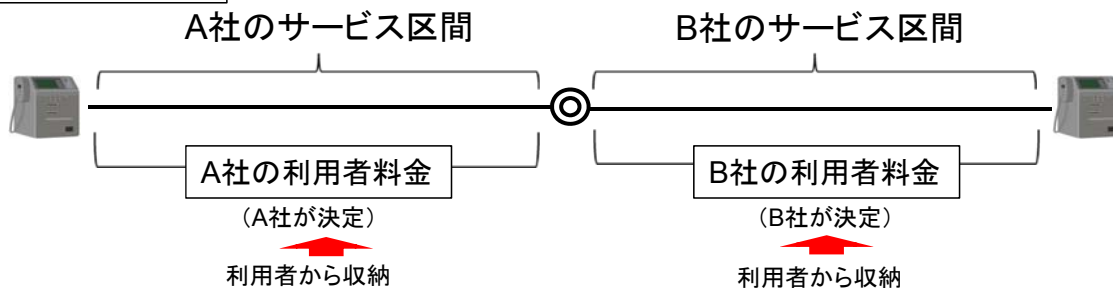 A社のサービス区間
B社のサービス区間
A社の利用者料金
B社の利用者料金
(A社が決定)
(B社が決定)
利用者から収納
利用者から収納